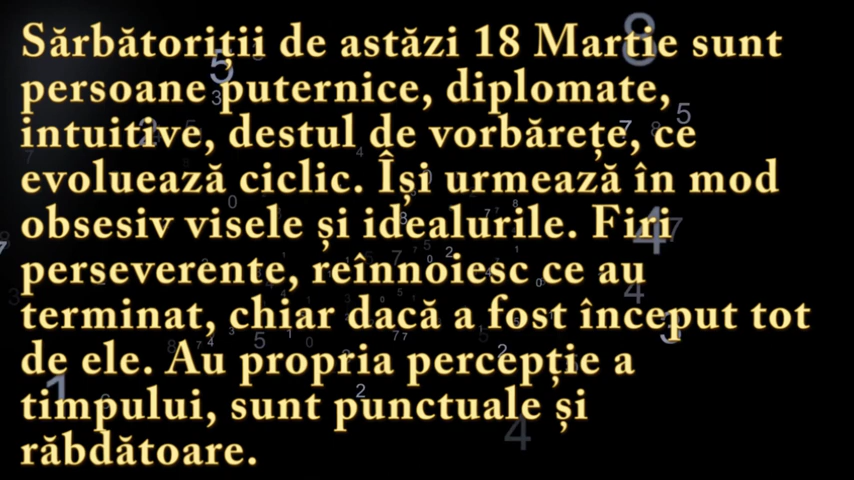 Sărbătoriții de astăzi 18 Martie sunt
persoane puternice, diplomate,
intuitive, destul de vorbărețe, ce
evoluează ciclic. Își urmează în mod
obsesiv visele și idealurile. Firi
perseverente, reînnoiesc ce au
terminat, chiar dacă a fost început tot
de ele. Au propria percepție a
timpului, sunt punctuale și
răbdătoare.